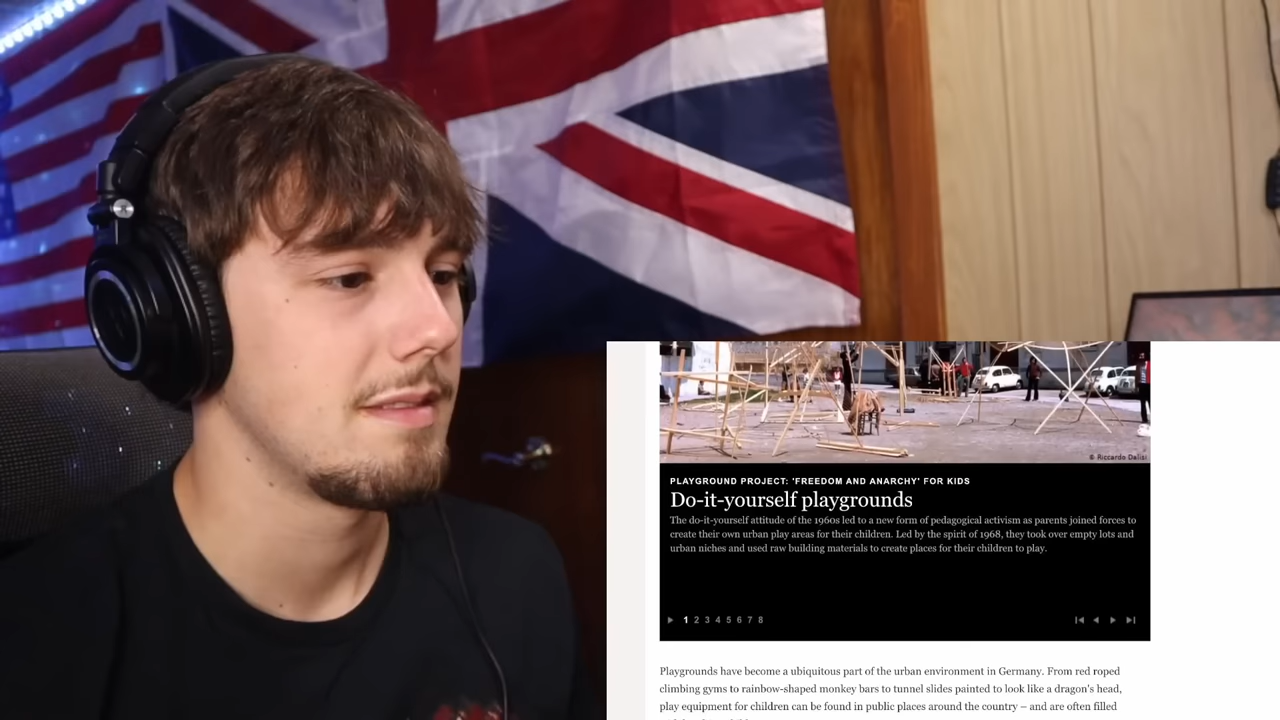 © Riccardo Dalisi
PLAYGROUND PROJECT: 'FREEDOM AND ANARCHY' FOR KIDS
Do-it-yourself playgrounds
The do-it-yourself attitude of the 1960s led to a new form of pedagogical activism as parents joined forces to
create their own urban play areas for their children. Led by the spirit of 1968, they took over empty lots and
urban niches and used raw building materials to create places for their children to play.
1 2 3 4 5 6 7 8
Playgrounds have become a ubiquitous part of the urban environment in Germany. From red roped
climbing gyms to rainbow-shaped monkey bars to tunnel slides painted to look like a dragon's head,
play equipment for children can be found in public places around the country – and are often filled